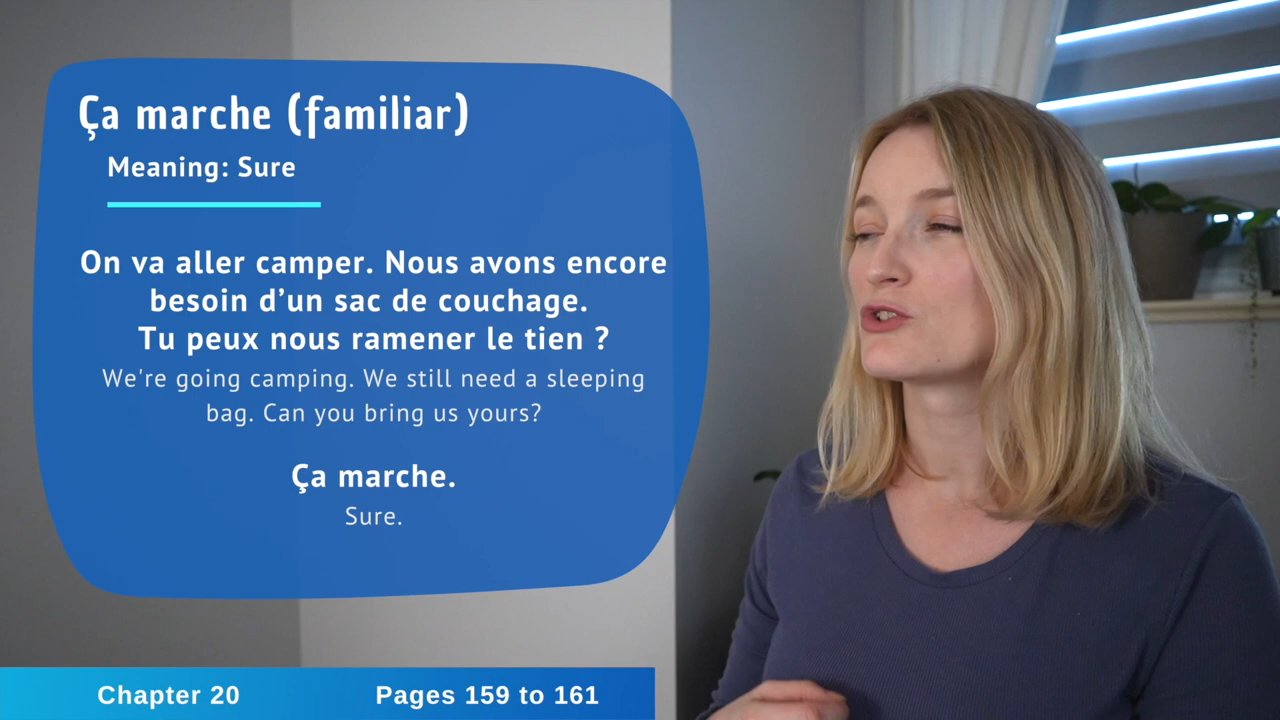 Ça marche (familiar)
Meaning: Sure
On va aller camper. Nous avons encore
besoin d’un sac de couchage.
Tu peux nous ramener le tien ?
We're going camping. We still need a sleeping
bag. Can you bring us yours?
Ça marche.
Sure.
Chapter 20 Pages 159 to 161